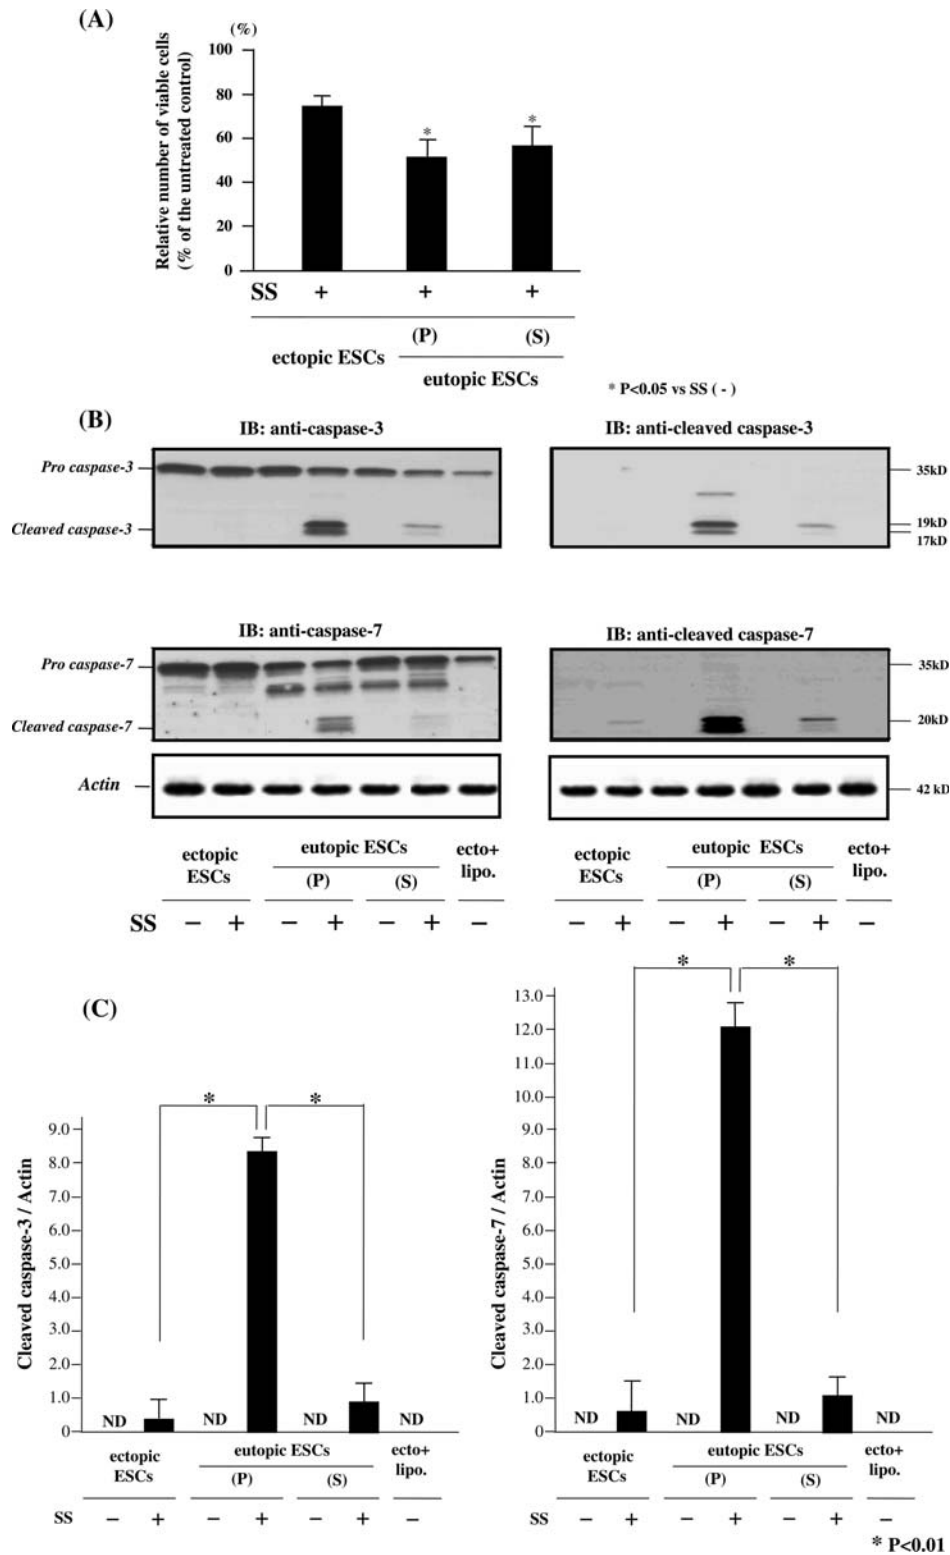 (A)
(%)
Relative number of viable cells
(% of the untreated control)
100
80
60
40
20
0
*
*
SS + + +
(P) (S)
ectopic ESCs
eutopic ESCs
* P<0.05 vs SS ( - )
(B)
IB: anti-caspase-3
IB: anti-cleaved caspase-3
Pro caspase-3
35kD
Cleaved caspase-3
19kD
17kD
IB: anti-caspase-7
IB: anti-cleaved caspase-7
Pro caspase-7
35kD
Cleaved caspase-7
20kD
Actin
42 kD
ectopic
ESCs
eutopic ESCs
(P) (S)
ecto+
lipo.
SS − + − + − + −
ectopic
ESCs
eutopic ESCs
(P) (S)
ecto+
lipo.
− + − + − + −
(C)
Cleaved caspase-3 / Actin
9.0
8.0
7.0
6.0
5.0
4.0
3.0
2.0
1.0
0
* *
ND ND ND ND
ectopic
ESCs
eutopic ESCs
(P) (S)
ecto+
lipo.
SS − + − + − + −
Cleaved caspase-7 / Actin
13.0
12.0
11.0
10.0
9.0
8.0
7.0
6.0
5.0
4.0
3.0
2.0
1.0
0
* *
ND ND ND ND
ectopic
ESCs
eutopic ESCs
(P) (S)
ecto+
lipo.
SS − + − + − + −
* P<0.01